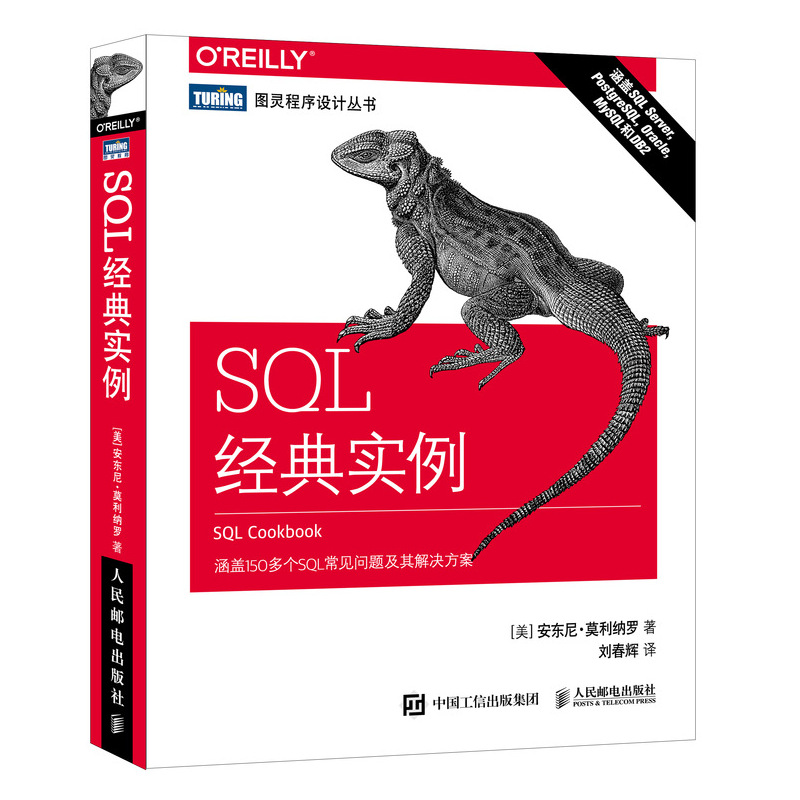 O'REILLY®
TURING
图灵程序设计丛书
涵盖SQL Server,
PostgreSQL, Oracle,
MySQL和DB2
SQL
经典实例
SQL Cookbook
涵盖150多个SQL常见问题及其解决方案
[美] 安东尼·莫利纳罗 著
刘春辉 译
中国工信出版集团
人民邮电出版社
POSTS & TELECOM PRESS
O'REILLY®
TURING
图灵教育
SQL经典实例
[美] 安东尼·莫利纳罗 著
人民邮电出版社